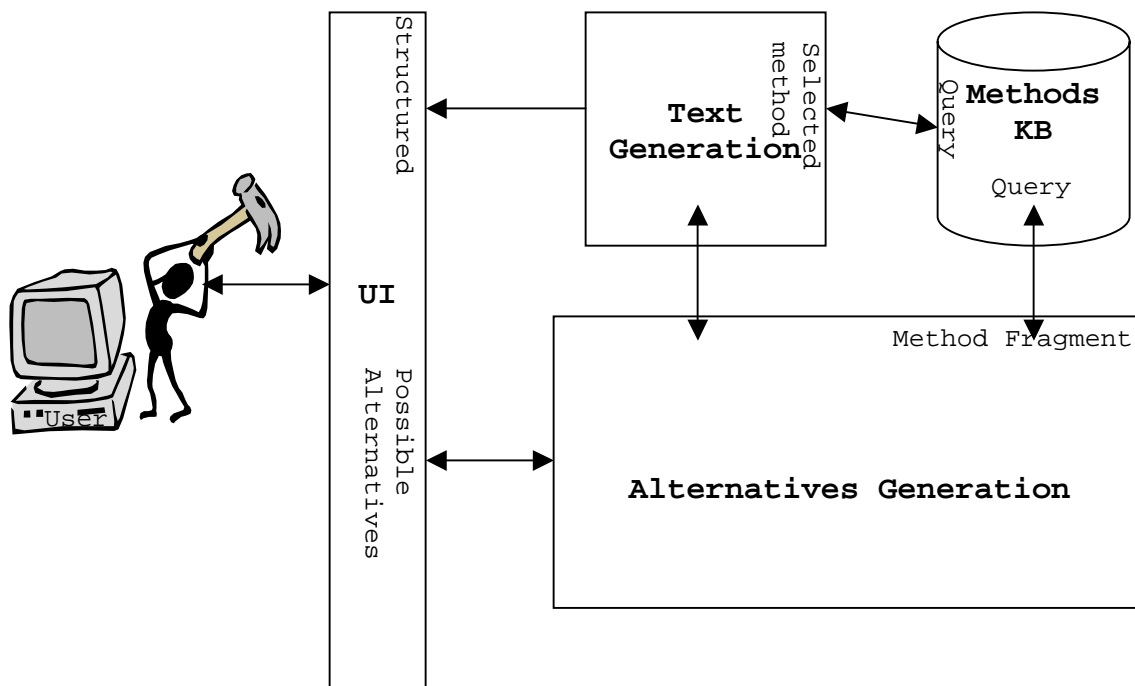 Structured
Selected
method
Text
Generation
Query
Methods
KB
Query
UI
User
Possible
Alternatives
Method Fragment
Alternatives Generation